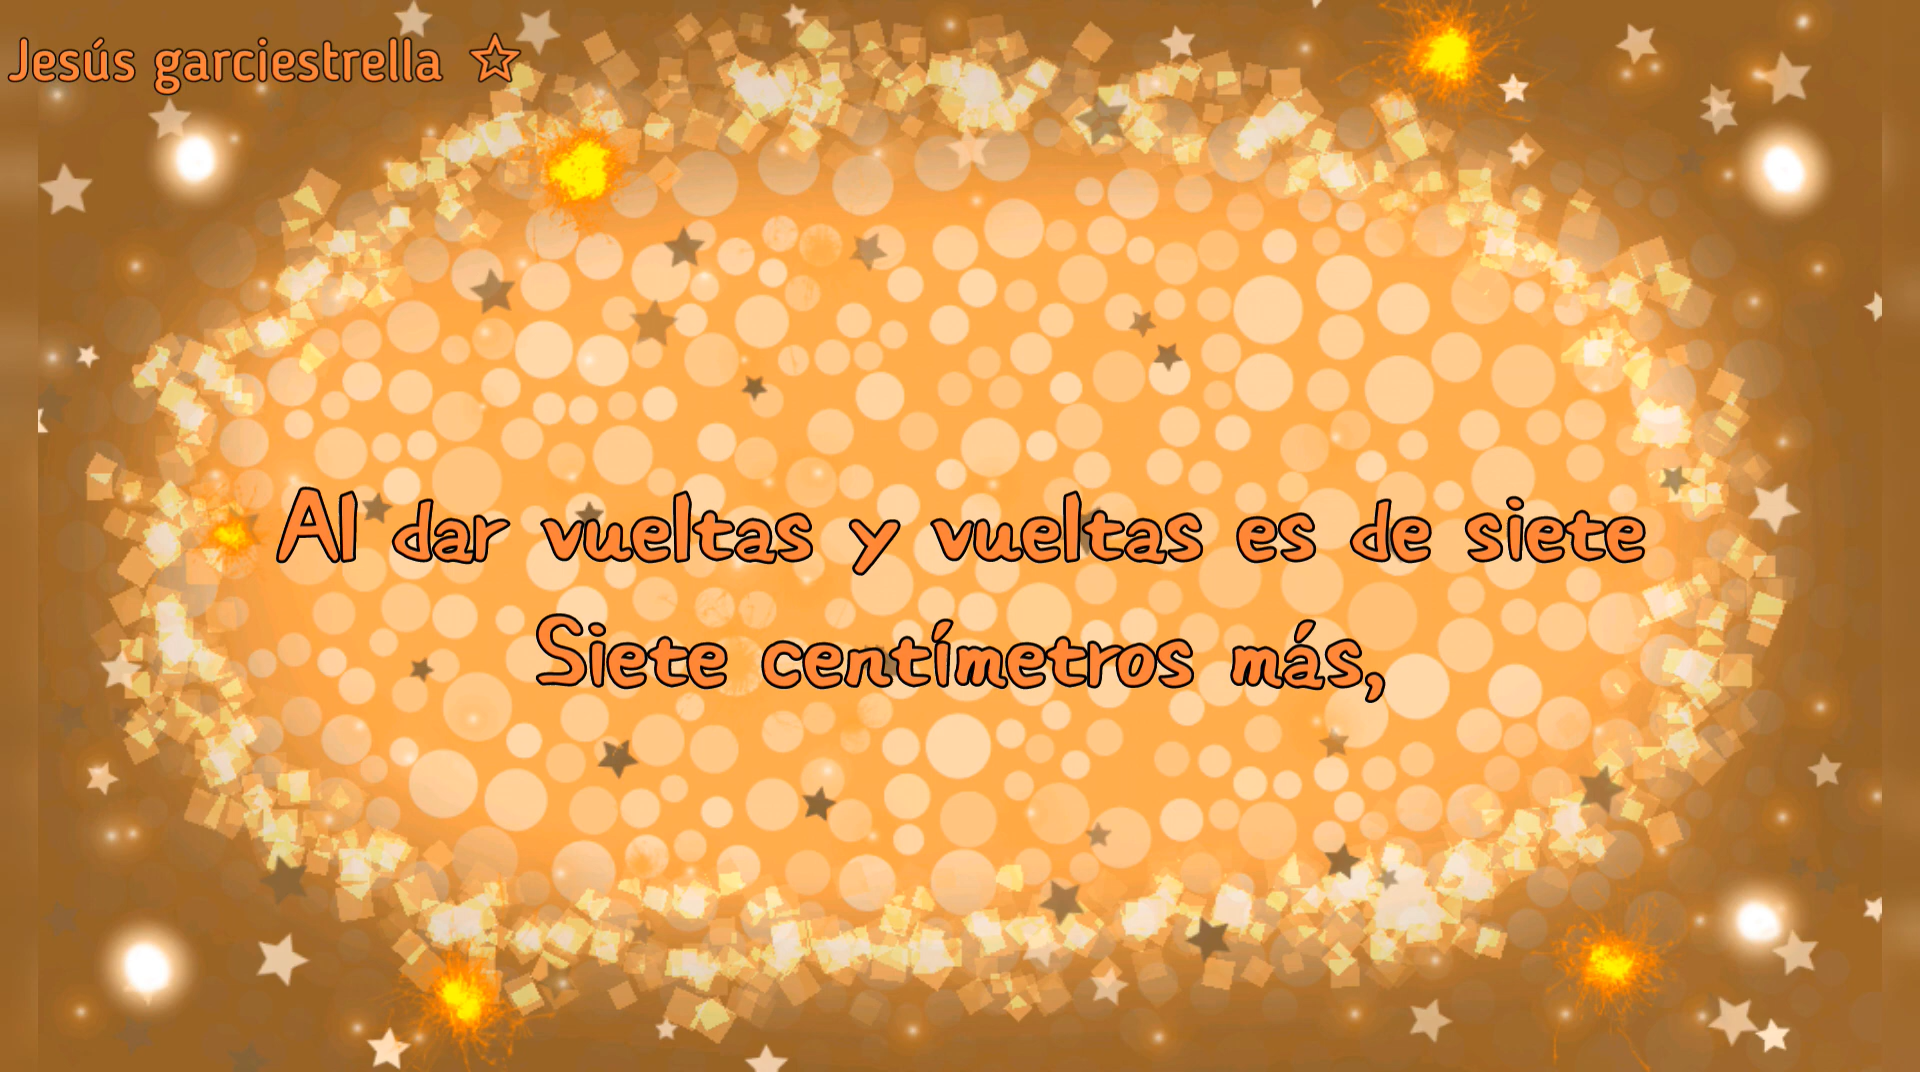 Jesús garciestrella ☆
Al dar vueltas y vueltas es de siete
Siete centímetros más,